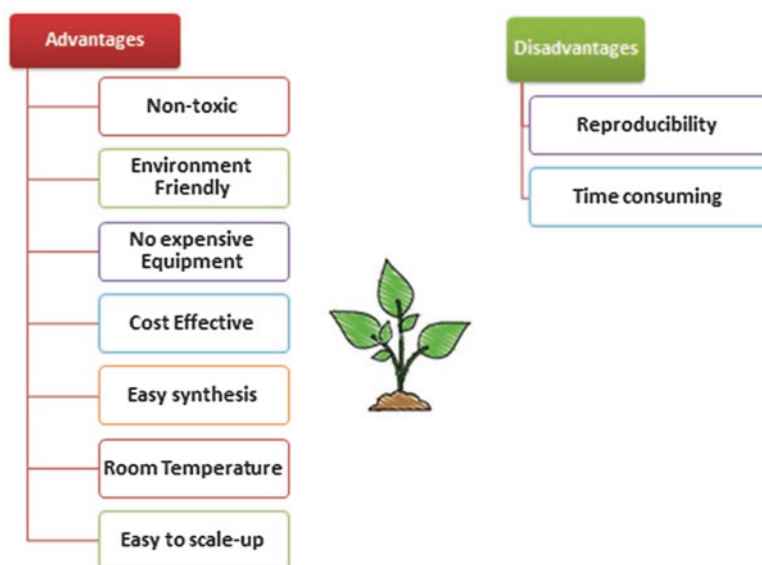 Advantages
Non-toxic
Environment
Friendly
No expensive
Equipment
Cost Effective
Easy synthesis
Room Temperature
Easy to scale-up
Disadvantages
Reproducibility
Time consuming